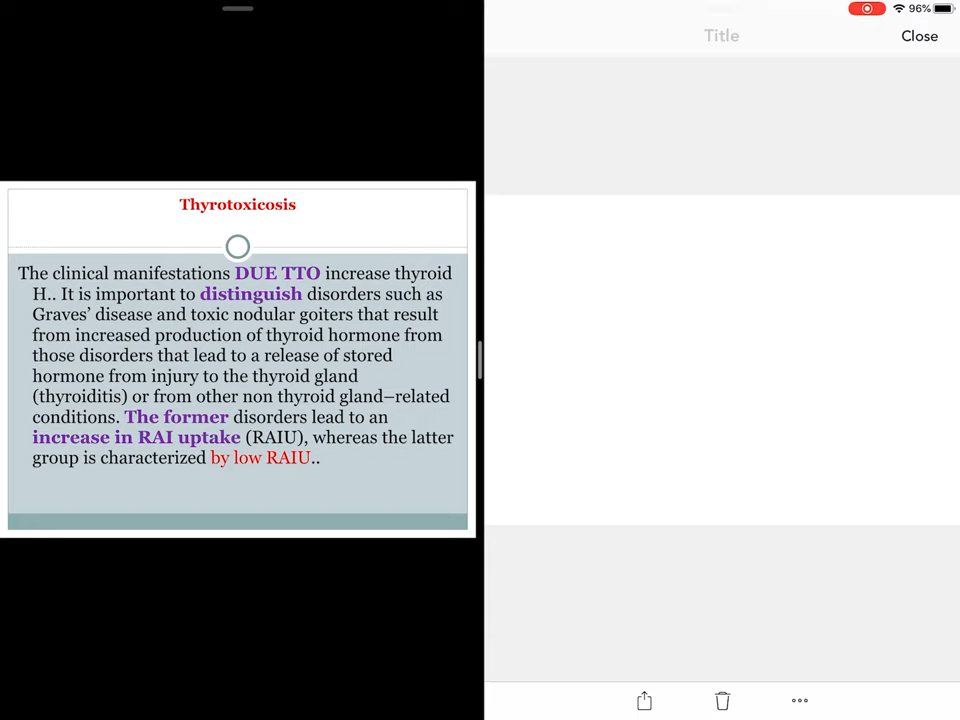 96%
Title
Close
Thyrotoxicosis
The clinical manifestations DUE TTO increase thyroid
H.. It is important to distinguish disorders such as
Graves’ disease and toxic nodular goiters that result
from increased production of thyroid hormone from
those disorders that lead to a release of stored
hormone from injury to the thyroid gland
(thyroiditis) or from other non thyroid gland–related
conditions. The former disorders lead to an
increase in RAI uptake (RAIU), whereas the latter
group is characterized by low RAIU..